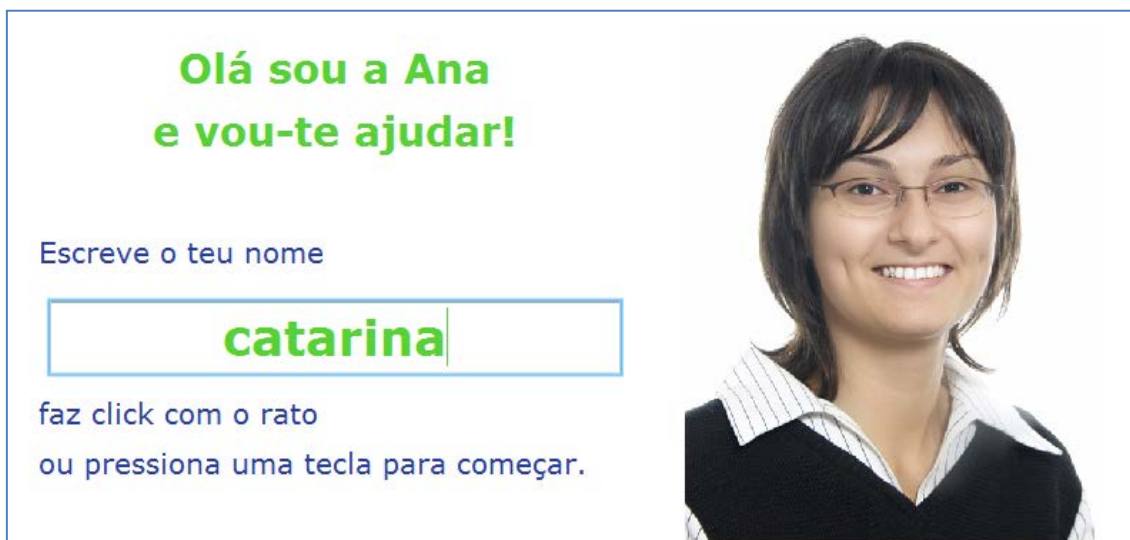 Olá sou a Ana
e vou-te ajudar!
Escreve o teu nome
catarina
faz click com o rato
ou pressiona uma tecla para começar.